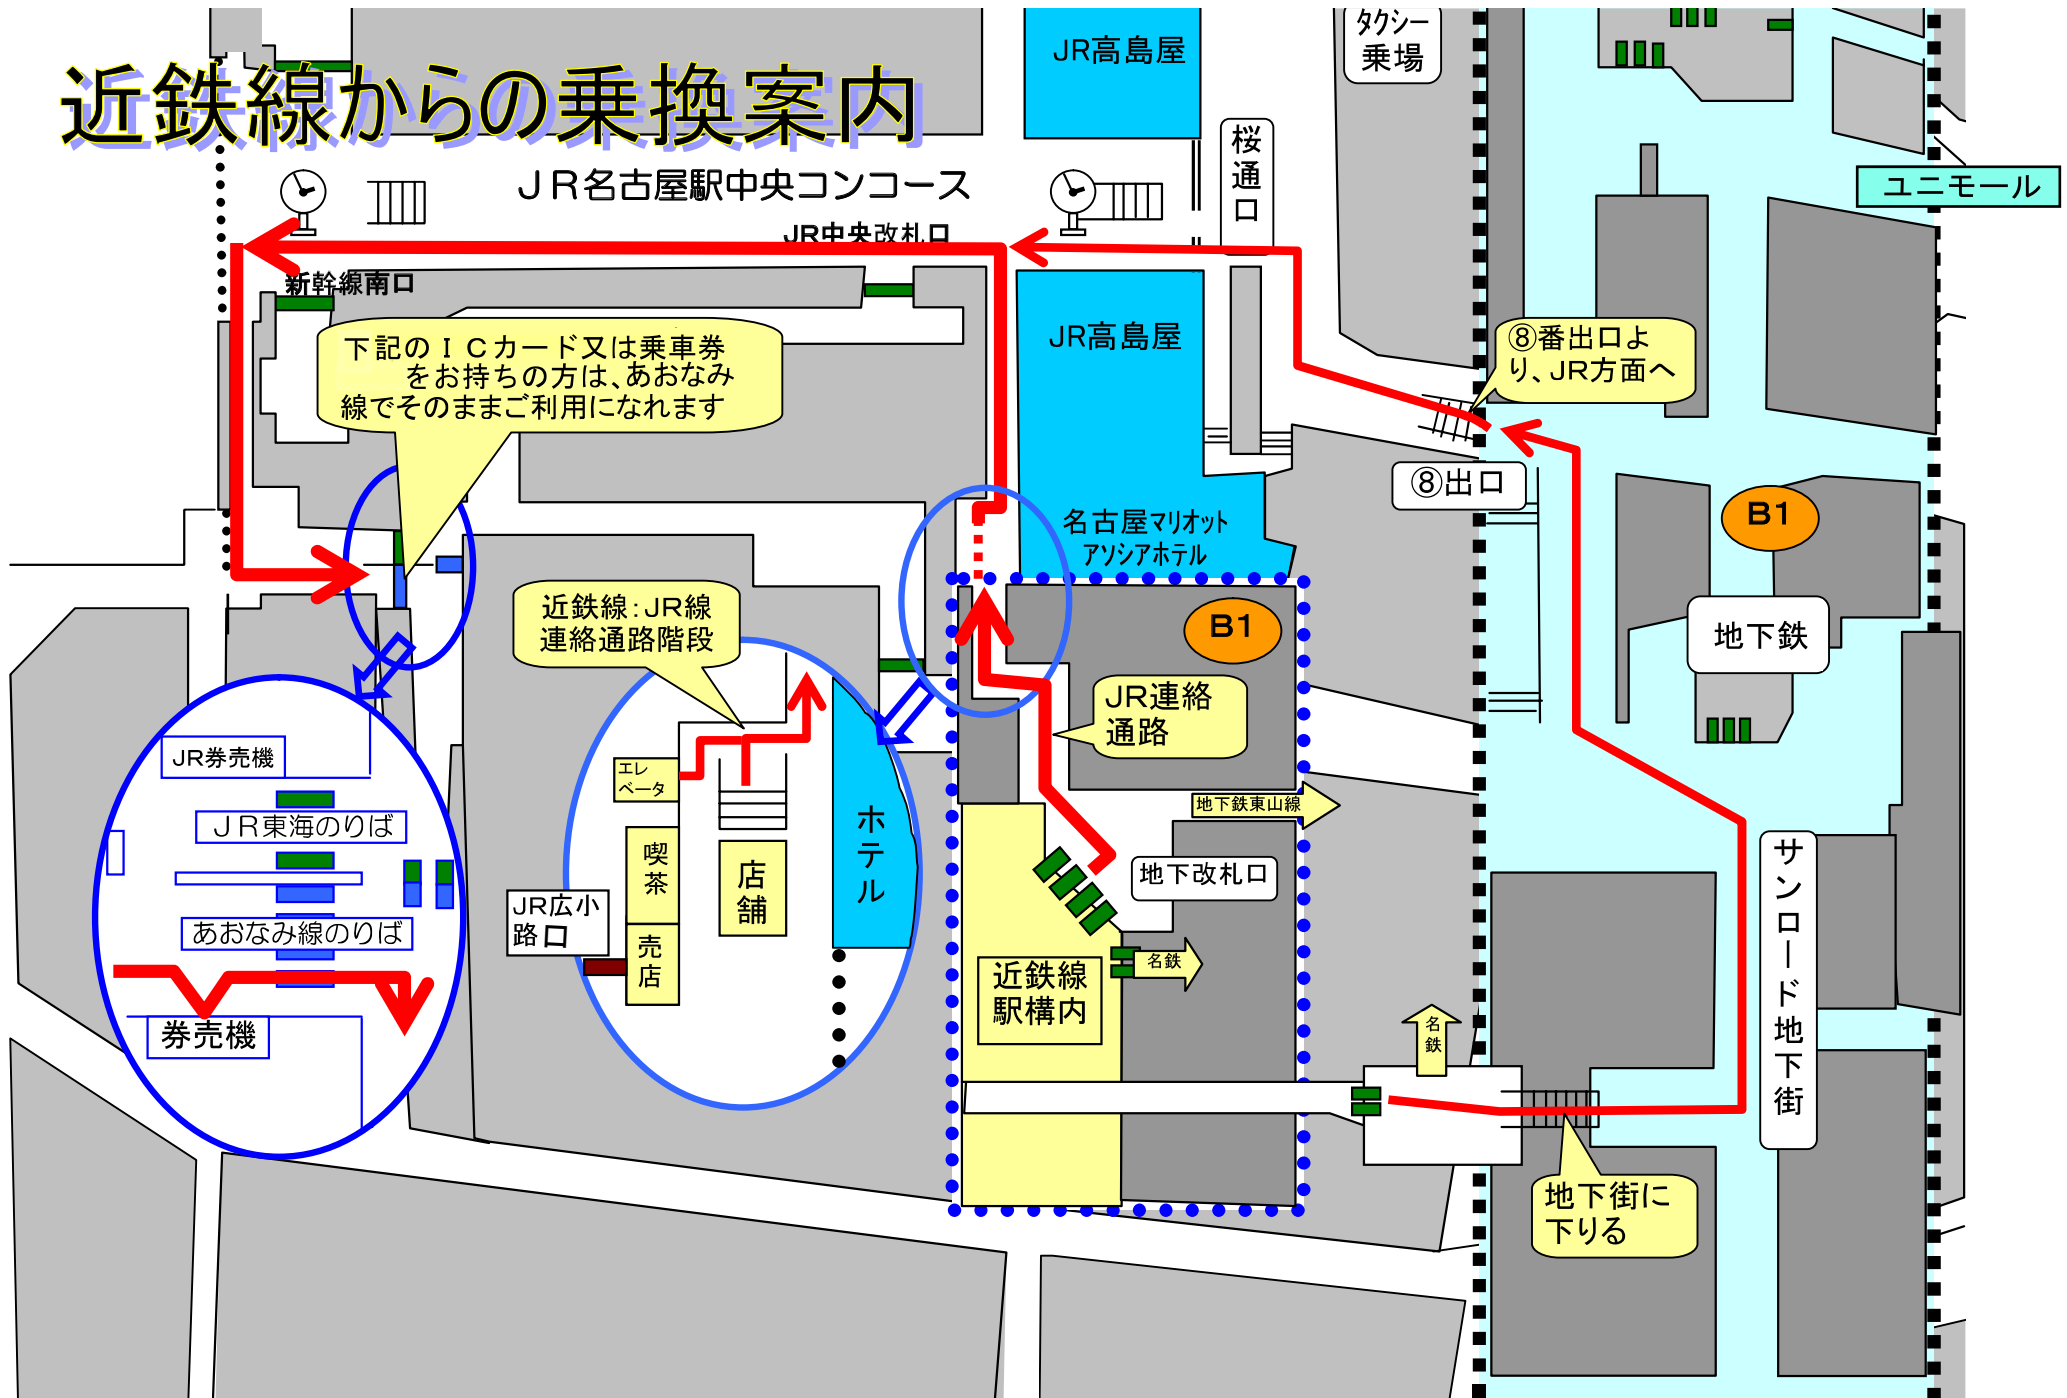 近鉄線からの乗換案内
JR高島屋
タクシー
乗場
桜通口
ユニモール
ＪＲ名古屋駅中央コンコース
JR中央改札口
新幹線南口
下記のＩＣカード又は乗車券
をお持ちの方は、あおなみ
線でそのままご利用になれます
JR高島屋
⑧番出口よ
り、JR方面へ
⑧出口
名古屋マリオット
アソシアホテル
B1
B1
地下鉄
近鉄線：JR線
連絡通路階段
JR連絡
通路
JR券売機
ＪＲ東海のりば
あおなみ線のりば
券売機
エレ
ベータ
喫茶
売店
店舗
ホテル
JR広小
路口
地下鉄東山線
地下改札口
名鉄
近鉄線
駅構内
名鉄
サンロード地下街
地下街に
下りる